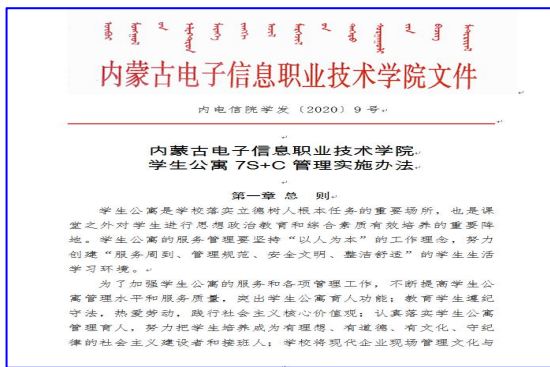 内蒙古电子信息职业技术学院文件
内电信院学发〔2020〕9号
内蒙古电子信息职业技术学院
学生公寓 7S+C 管理实施办法
第一章 总 则
学生公寓是学校落实立德树人根本任务的重要场所，也是课
堂之外对学生进行思想政治教育和综合素质有效培养的重要阵
地。学生公寓的服务管理要坚持“以人为本”的工作理念，努力
创建“服务周到、管理规范、安全文明、整洁舒适”的学生生活
学习环境。
为了加强学生公寓的服务和各项管理工作，不断提高学生公
寓管理水平和服务质量，突出学生公寓育人功能；教育学生遵纪
守法，热爱劳动，践行社会主义核心价值观；认真落实学生公寓
管理育人，努力把学生培养成为有理想、有道德、有文化、守纪
律的社会主义建设者和接班人；学校将现代企业现场管理文化与